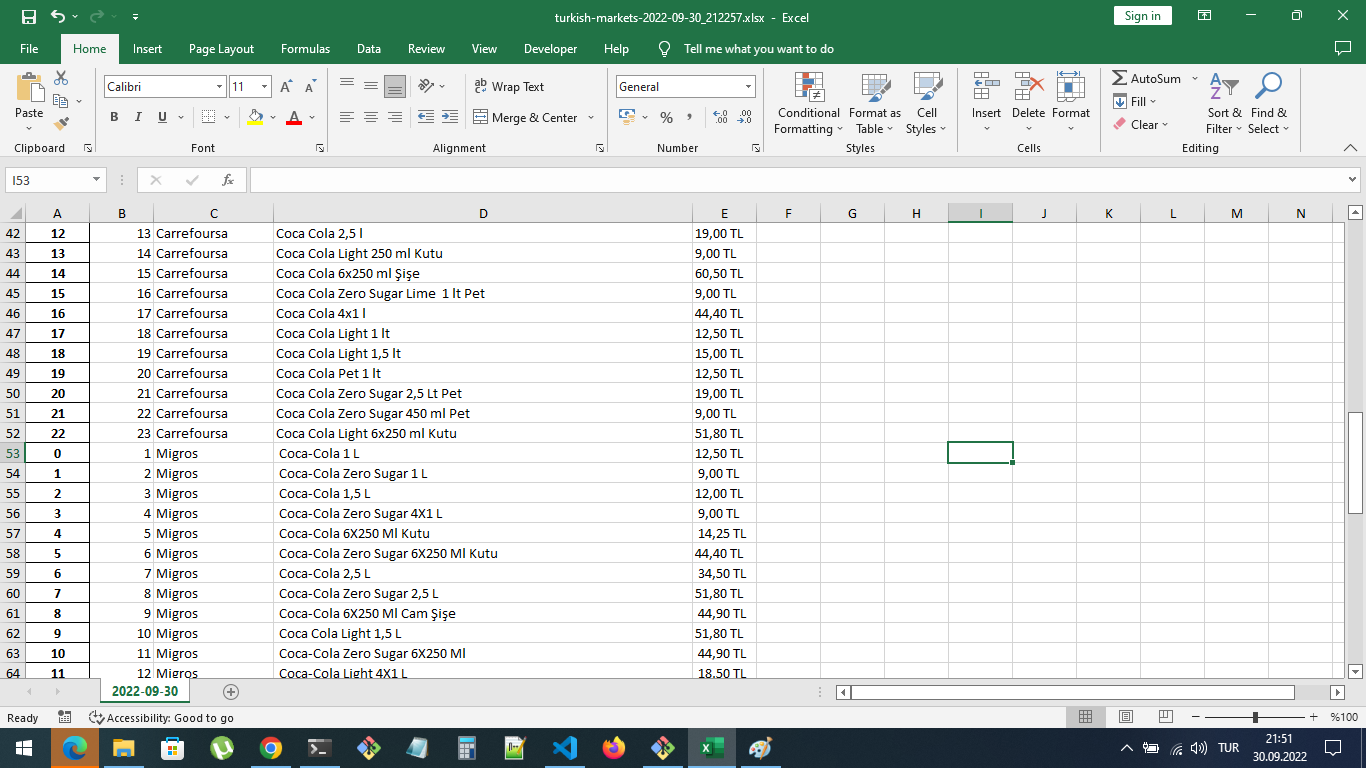 turkish-markets-2022-09-30_212257.xlsx - Excel
Sign in
File Home Insert Page Layout Formulas Data Review View Developer Help Tell me what you want to do
Calibri 11 Wrap Text General AutoSum
Paste B I U Merge & Center % Conditional Formatting Format as Table Cell Styles Insert Delete Format Fill Clear Sort & Filter Find & Select
Clipboard Font Alignment Number Styles Cells Editing
I53 fx
A B C D E F G H I J K L M N
42 12 13 Carrefoursa Coca Cola 2,5 l 19,00 TL
43 13 14 Carrefoursa Coca Cola Light 250 ml Kutu 9,00 TL
44 14 15 Carrefoursa Coca Cola 6x250 ml Şişe 60,50 TL
45 15 16 Carrefoursa Coca Cola Zero Sugar Lime 1 lt Pet 9,00 TL
46 16 17 Carrefoursa Coca Cola 4x1 l 44,40 TL
47 17 18 Carrefoursa Coca Cola Light 1 lt 12,50 TL
48 18 19 Carrefoursa Coca Cola Light 1,5 lt 15,00 TL
49 19 20 Carrefoursa Coca Cola Pet 1 lt 12,50 TL
50 20 21 Carrefoursa Coca Cola Zero Sugar 2,5 Lt Pet 19,00 TL
51 21 22 Carrefoursa Coca Cola Zero Sugar 450 ml Pet 9,00 TL
52 22 23 Carrefoursa Coca Cola Light 6x250 ml Kutu 51,80 TL
53 0 1 Migros Coca-Cola 1 L 12,50 TL
54 1 2 Migros Coca-Cola Zero Sugar 1 L 9,00 TL
55 2 3 Migros Coca-Cola 1,5 L 12,00 TL
56 3 4 Migros Coca-Cola Zero Sugar 4X1 L 9,00 TL
57 4 5 Migros Coca-Cola 6X250 Ml Kutu 14,25 TL
58 5 6 Migros Coca-Cola Zero Sugar 6X250 Ml Kutu 44,40 TL
59 6 7 Migros Coca-Cola 2,5 L 34,50 TL
60 7 8 Migros Coca-Cola Zero Sugar 2,5 L 51,80 TL
61 8 9 Migros Coca-Cola 6X250 Ml Cam Şişe 44,90 TL
62 9 10 Migros Coca Cola Light 1,5 L 51,80 TL
63 10 11 Migros Coca-Cola Zero Sugar 6X250 Ml 44,90 TL
64 11 12 Migros Coca-Cola Light 4X1 L 18,50 TL
2022-09-30
Ready Accessibility: Good to go %100
TUR 21:51
30.09.2022